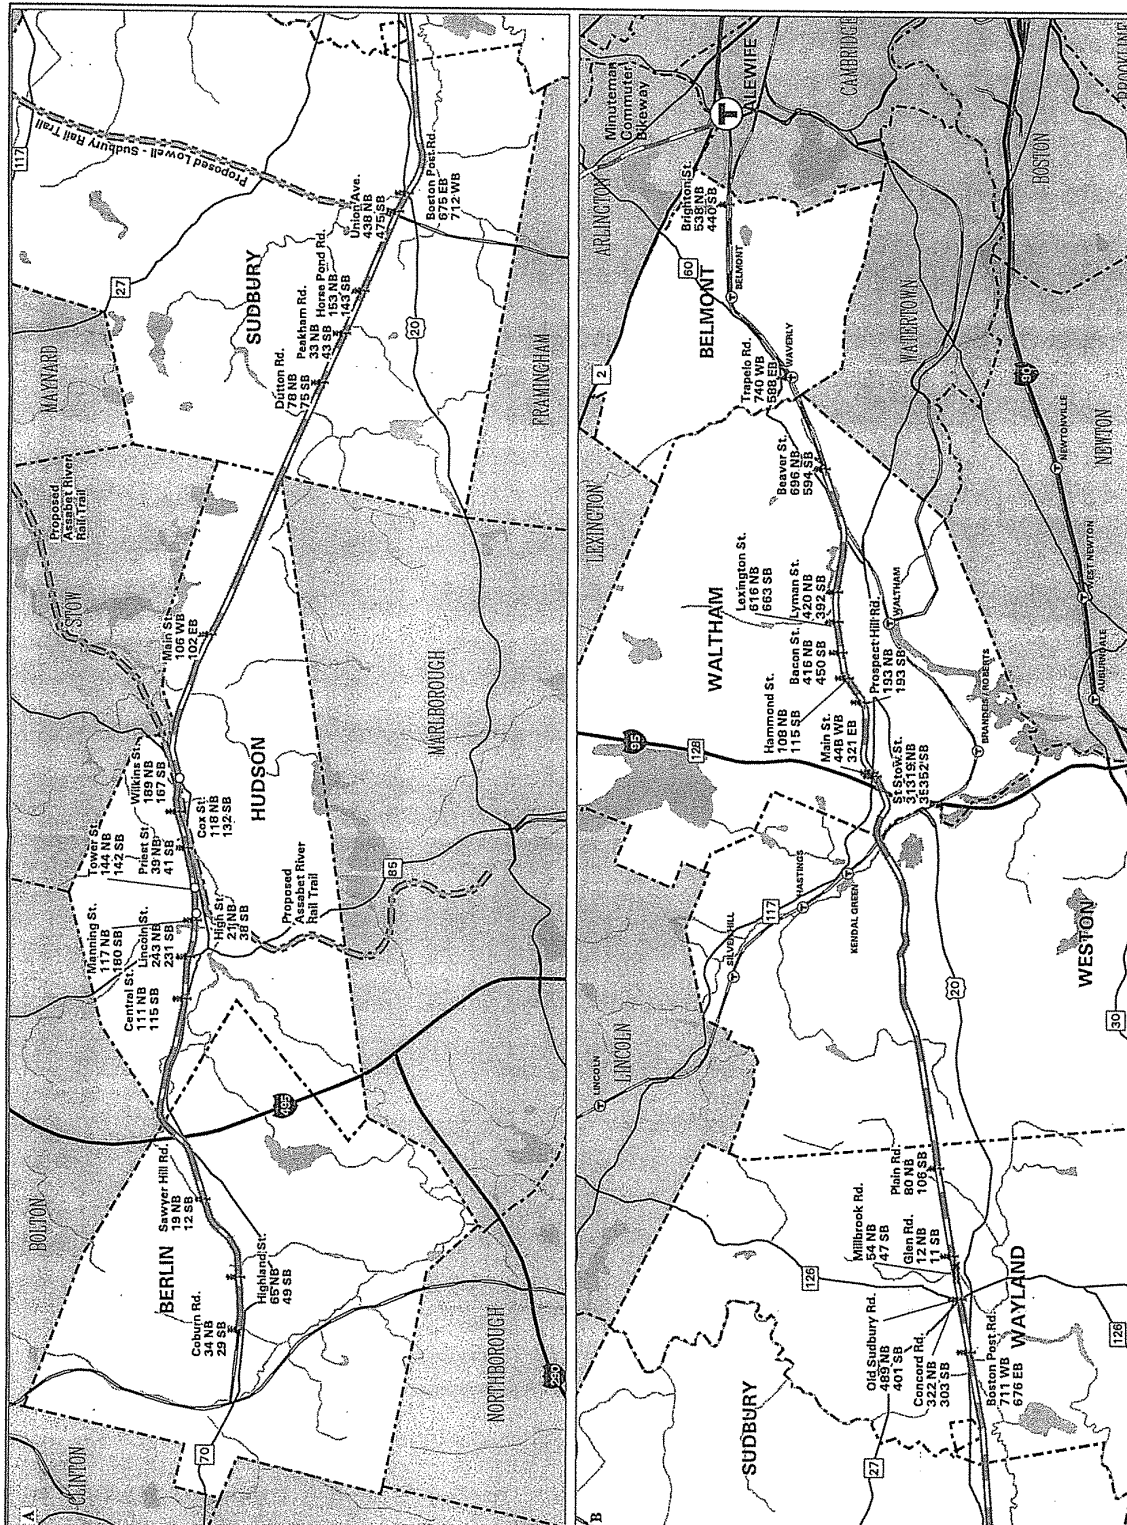 A
CLINTON
70
BOLTON
BERLIN
Coburn Rd.
34 NB
29 SB
Highland St.
65 NB
49 SB
Sawyer Hill Rd.
19 NB
12 SB
NORTHBOROUGH
290
495
Central St.
111 NB
115 SB
Manning St.
117 NB
180 SB
Lincoln St.
243 NB
231 SB
High St.
21 NB
38 SB
Tower St.
144 NB
142 SB
Priest St.
39 NB
41 SB
Cox St.
118 NB
132 SB
Wilkins St.
189 NB
167 SB
HUDSON
Proposed
Assabet River
Rail Trail
85
MARLBOROUGH
Main St.
106 WB
102 EB
STOW
Proposed
Assabet River
Rail Trail
MAYNARD
27
117
Proposed Lowell - Sudbury Rail Trail
SUDBURY
Dutton Rd.
78 NB
75 SB
Peakham Rd.
33 NB
43 SB
Horse Pond Rd.
153 NB
143 SB
Union Ave.
438 NB
475 SB
Boston Post Rd.
675 EB
712 WB
20
FRAMINGHAM
B
SUDBURY
27
Old Sudbury Rd.
489 NB
401 SB
Concord Rd.
322 NB
303 SB
Boston Post Rd.
711 WB
676 EB
WAYLAND
126
126
Millbrook Rd.
54 NB
47 SB
Glen Rd.
12 NB
11 SB
Plain Rd.
80 NB
106 SB
LINCOLN
LINCOLN
SILVER HILL
117
HASTINGS
KENDAL GREEN
20
30
WESTON
95
128
Main St.
448 WB
321 EB
Hammond St.
108 NB
115 SB
Prospect Hill Rd.
193 NB
193 SB
Bacon St.
416 NB
450 SB
Lyman St.
420 NB
392 SB
Lexington St.
616 NB
663 SB
WALTHAM
WALTHAM
BRANDEIS / ROBERTS
Beaver St.
696 NB
594 SB
LEXINGTON
2
Trapelo Rd.
740 WB
588 EB
WAVERLY
BELMONT
BELMONT
60
Brighton St.
538 NB
440 SB
ARLINGTON
Minuteman
Commuter
Bikeway
T
ALEWIFE
CAMBRIDGE
WATERTOWN
BOSTON
BROOKLINE
90
NEWTON
NEWTONVILLE
WEST NEWTON
AUBURNDALE